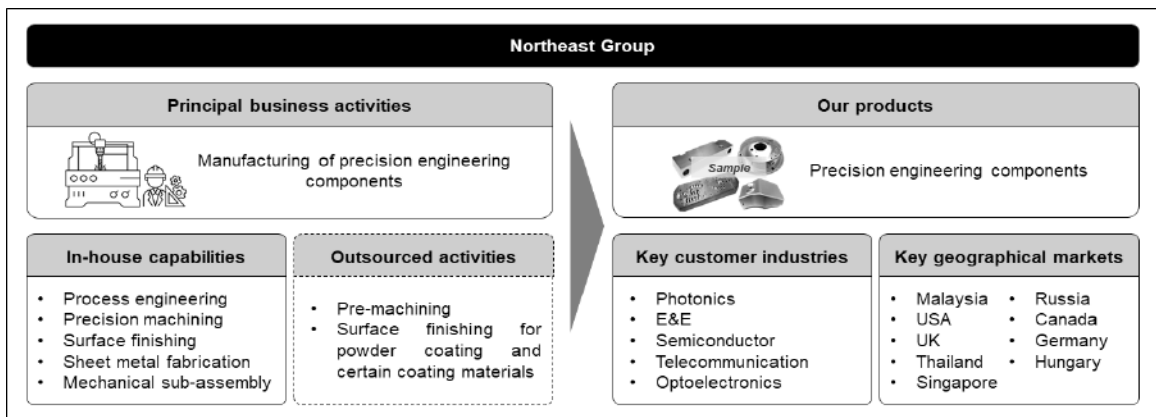 Northeast Group
Principal business activities
Manufacturing of precision engineering
components
In-house capabilities
• Process engineering
• Precision machining
• Surface finishing
• Sheet metal fabrication
• Mechanical sub-assembly
Outsourced activities
• Pre-machining
• Surface finishing for
powder coating and
certain coating materials
Our products
Sample
Precision engineering components
Key customer industries
• Photonics
• E&E
• Semiconductor
• Telecommunication
• Optoelectronics
Key geographical markets
• Malaysia
• USA
• UK
• Thailand
• Singapore
• Russia
• Canada
• Germany
• Hungary